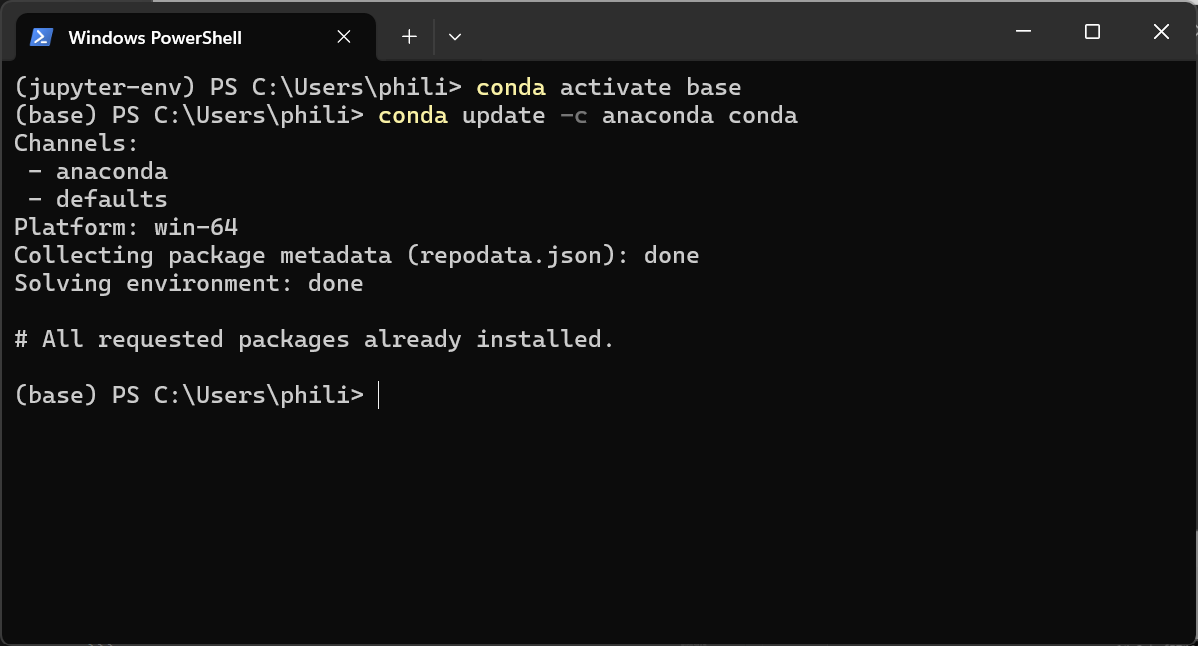 Windows PowerShell
(jupyter-env) PS C:\Users\phili> conda activate base
(base) PS C:\Users\phili> conda update -c anaconda conda
Channels:
 - anaconda
 - defaults
Platform: win-64
Collecting package metadata (repodata.json): done
Solving environment: done
# All requested packages already installed.
(base) PS C:\Users\phili>